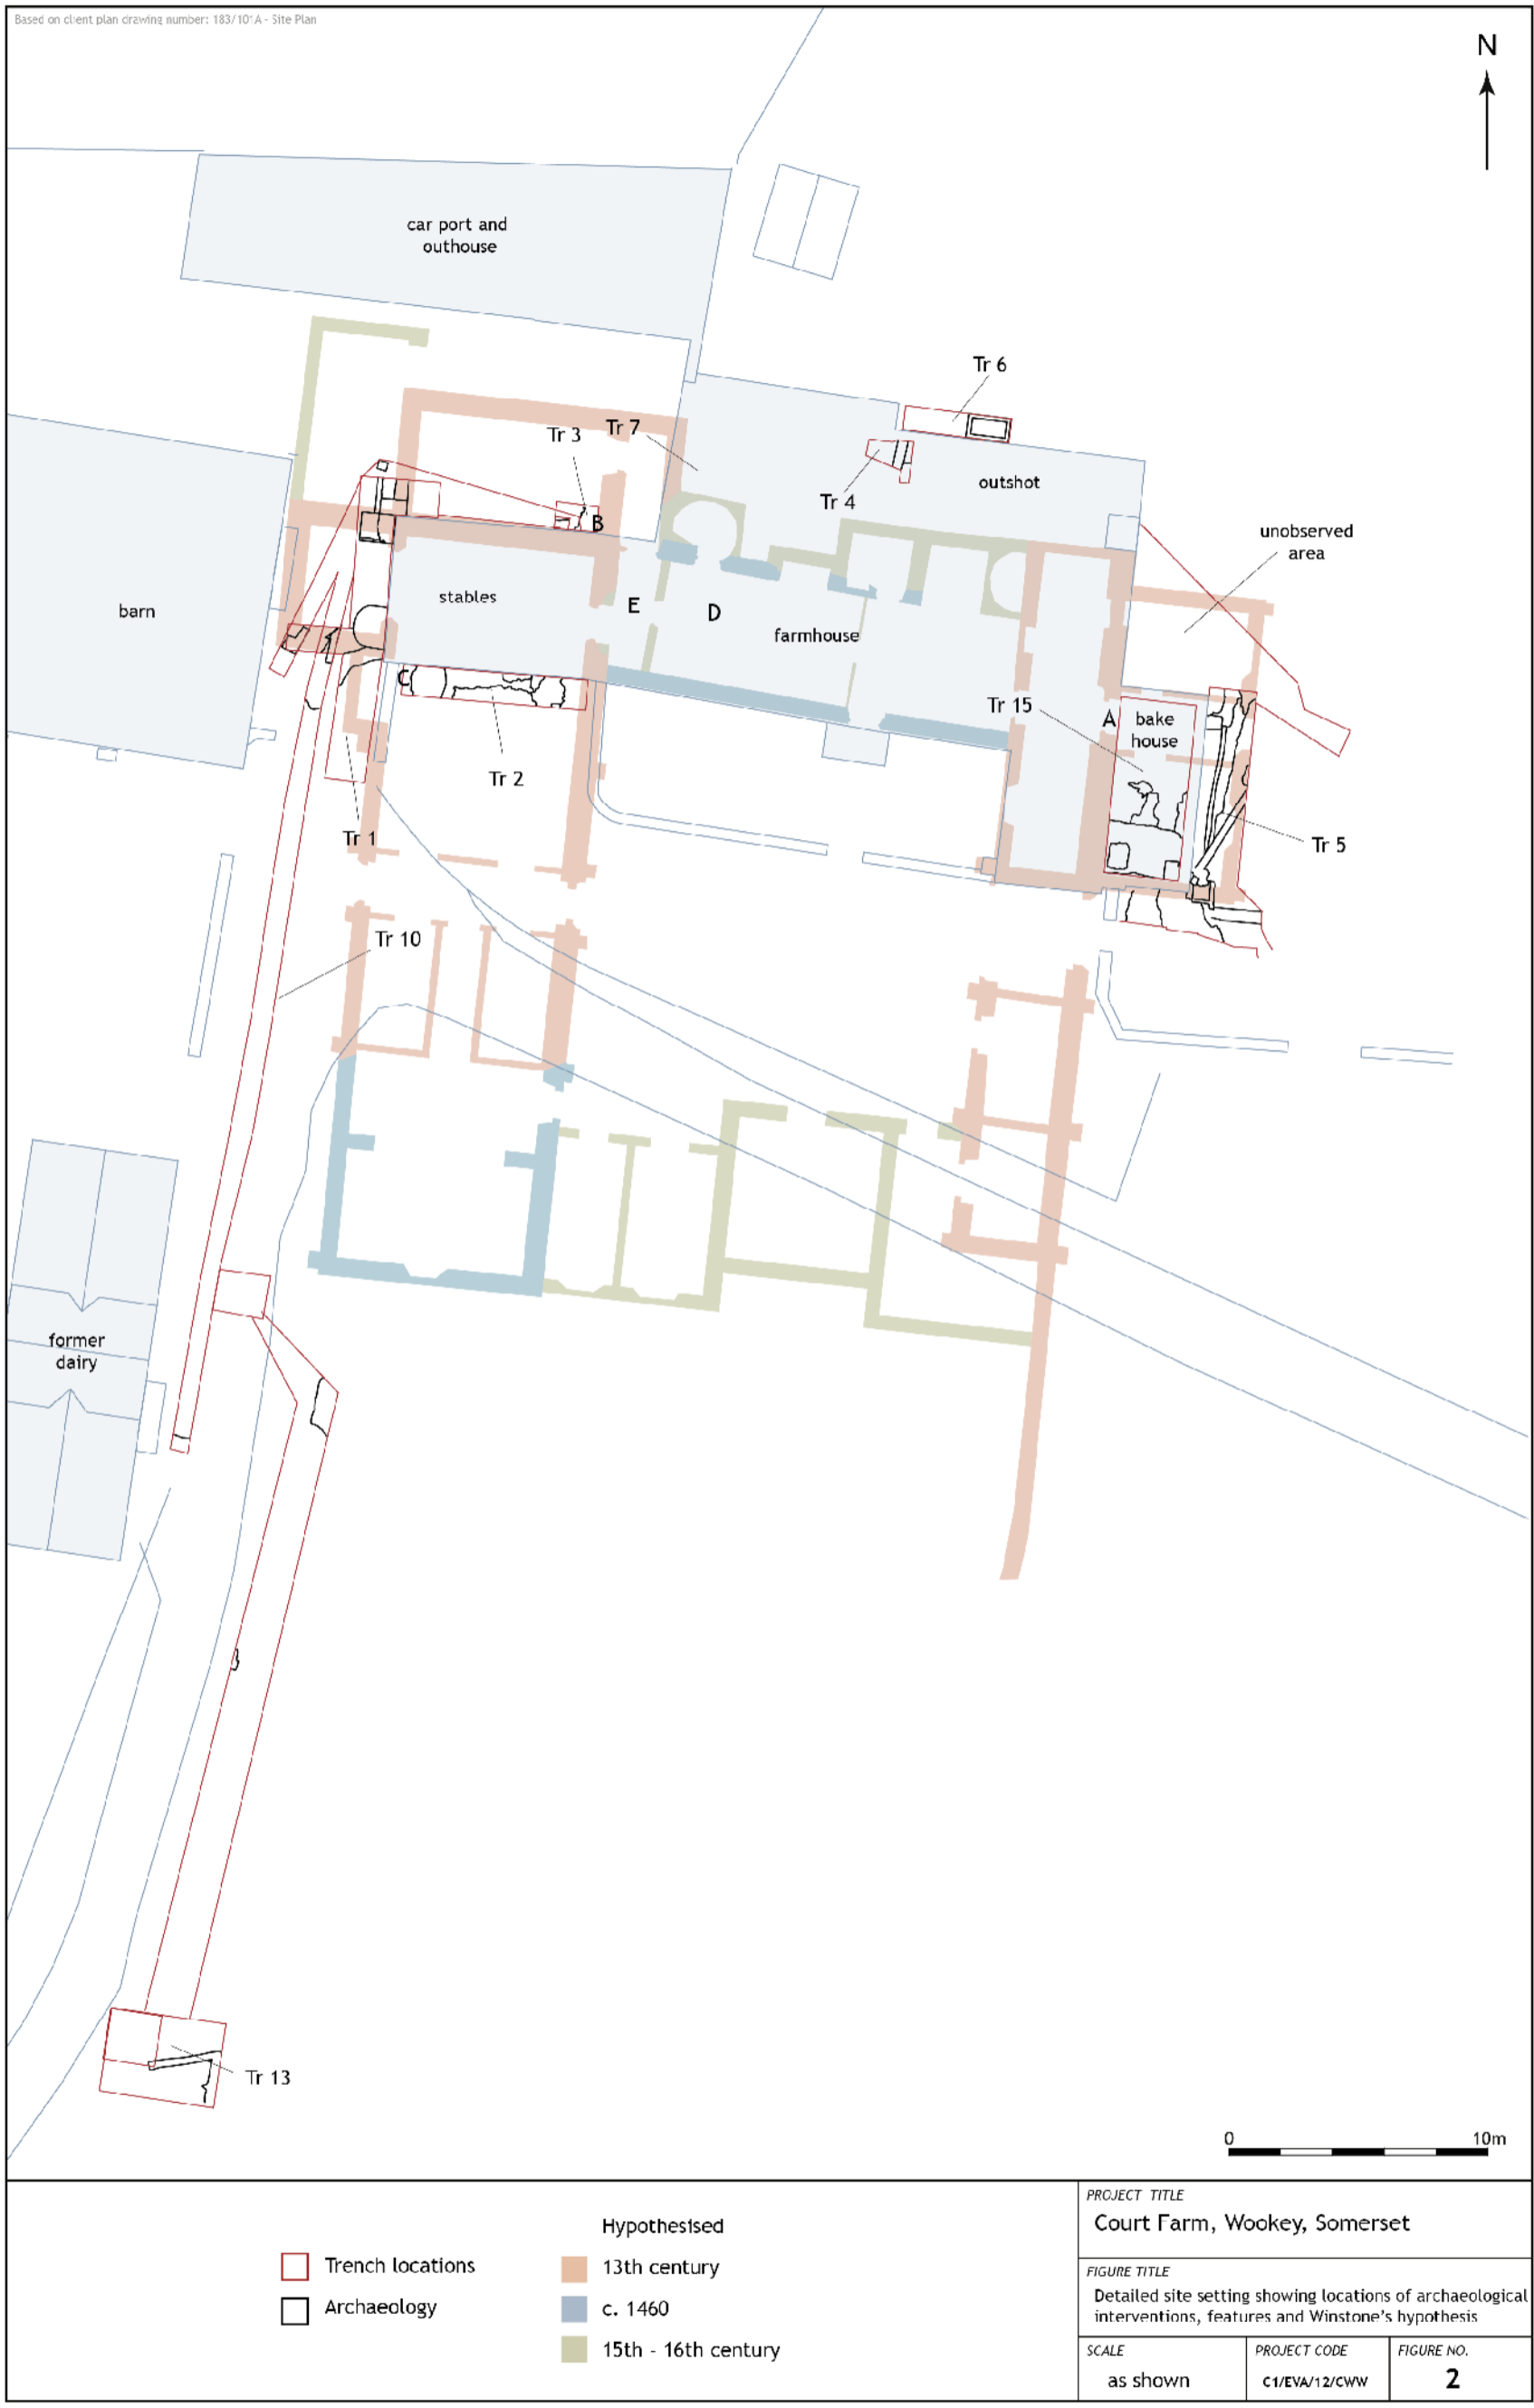 Based on client plan drawing number: 183/101A - Site Plan
N
car port and
outhouse
Tr 6
Tr 3
Tr 7
Tr 4
outshot
B
unobserved
area
barn
stables
E
D
farmhouse
C
Tr 15
A
bake
house
Tr 2
Tr 1
Tr 5
Tr 10
former
dairy
Tr 13
0
10m
Hypothesised
Trench locations
13th century
Archaeology
c. 1460
15th - 16th century
PROJECT TITLE
Court Farm, Wookey, Somerset
FIGURE TITLE
Detailed site setting showing locations of archaeological
interventions, features and Winstone's hypothesis
SCALE
as shown
PROJECT CODE
C1/EVA/12/CWW
FIGURE NO.
2